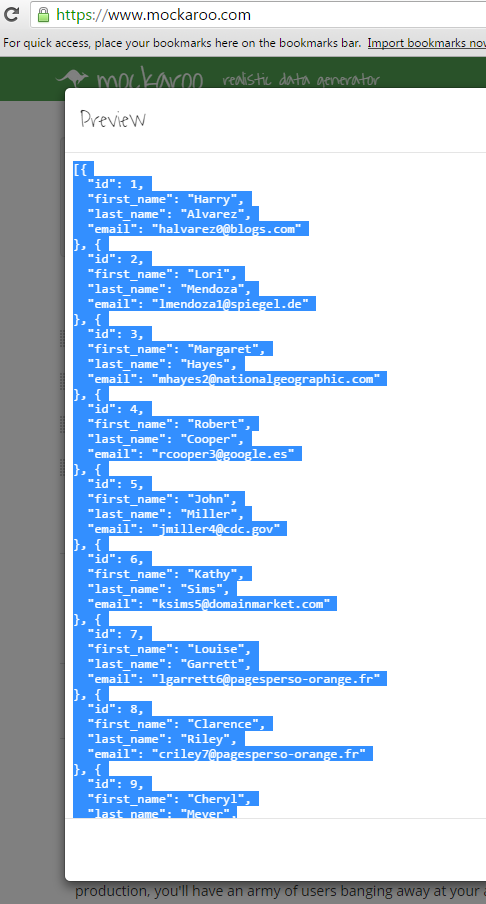 https://www.mockaroo.com
For quick access, place your bookmarks here on the bookmarks bar. Import bookmarks now
mockaroo realistic data generator
Preview
[{
  "id": 1,
  "first_name": "Harry",
  "last_name": "Alvarez",
  "email": "halvarez0@blogs.com"
}, {
  "id": 2,
  "first_name": "Lori",
  "last_name": "Mendoza",
  "email": "lmendoza1@spiegel.de"
}, {
  "id": 3,
  "first_name": "Margaret",
  "last_name": "Hayes",
  "email": "mhayes2@nationalgeographic.com"
}, {
  "id": 4,
  "first_name": "Robert",
  "last_name": "Cooper",
  "email": "rcooper3@google.es"
}, {
  "id": 5,
  "first_name": "John",
  "last_name": "Miller",
  "email": "jmiller4@cdc.gov"
}, {
  "id": 6,
  "first_name": "Kathy",
  "last_name": "Sims",
  "email": "ksims5@domainmarket.com"
}, {
  "id": 7,
  "first_name": "Louise",
  "last_name": "Garrett",
  "email": "lgarrett6@pagesperso-orange.fr"
}, {
  "id": 8,
  "first_name": "Clarence",
  "last_name": "Riley",
  "email": "criley7@pagesperso-orange.fr"
}, {
  "id": 9,
  "first_name": "Cheryl",
  "last_name": "Meyer",
production, you'll have an army of users banging away at your a